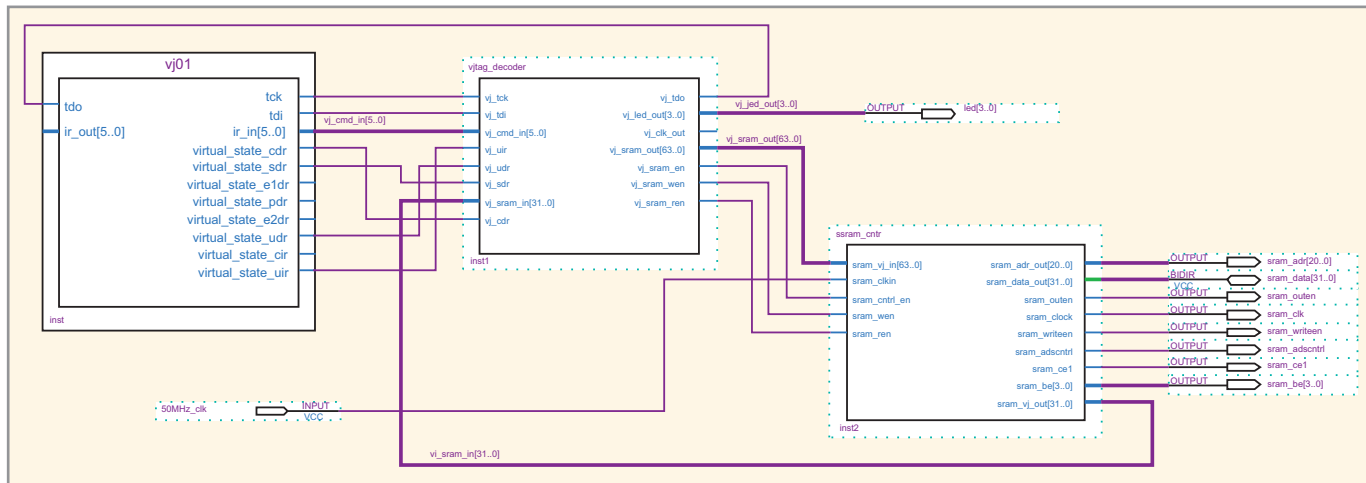 vj01
tdo
ir_out[5..0]
tck
tdi
ir_in[5..0]
virtual_state_cdr
virtual_state_sdr
virtual_state_e1dr
virtual_state_pdr
virtual_state_e2dr
virtual_state_udr
virtual_state_cir
virtual_state_uir
inst
vj_cmd_in[5..0]
vjtag_decoder
vj_tck
vj_tdi
vj_cmd_in[5..0]
vj_uir
vj_udr
vj_sdr
vj_sram_in[31..0]
vj_cdr
vj_tdo
vj_led_out[3..0]
vj_clk_out
vj_sram_out[63..0]
vj_sram_en
vj_sram_wen
vj_sram_ren
inst1
vj_jed_out[3..0]
OUTPUT
led[3..0]
vj_sram_out[63..0]
ssram_cntr
sram_vj_in[63..0]
sram_clkin
sram_cntrl_en
sram_wen
sram_ren
sram_adr_out[20..0]
sram_data_out[31..0]
sram_outen
sram_clock
sram_writeen
sram_adscntrl
sram_ce1
sram_be[3..0]
sram_vj_out[31..0]
inst2
OUTPUT
sram_adr[20..0]
BIDIR
VCC
sram_data[31..0]
OUTPUT
sram_outen
OUTPUT
sram_clk
OUTPUT
sram_writeen
OUTPUT
sram_adscntrl
OUTPUT
sram_ce1
OUTPUT
sram_be[3..0]
50MHz_clk
INPUT
VCC
vi_sram_in[31..0]